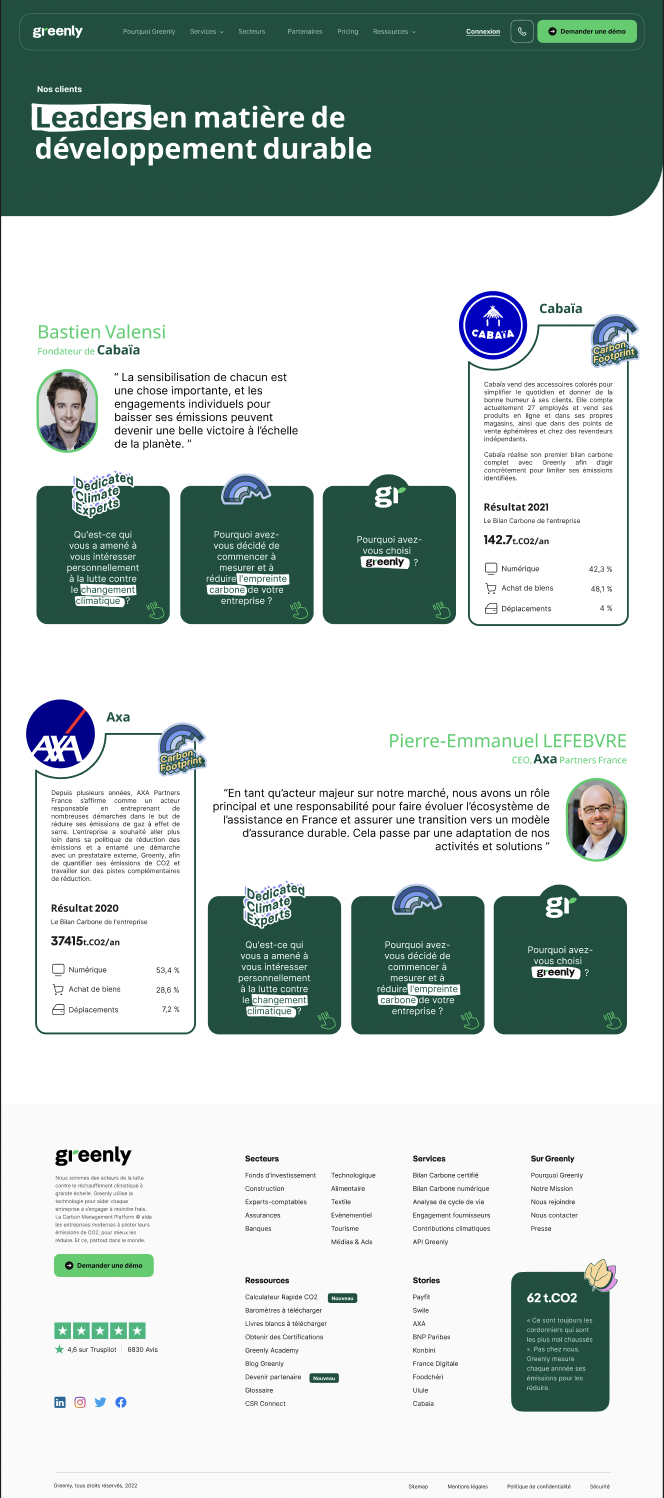 greenly
Pourquoi Greenly Services Secteurs Partenaires Pricing Ressources Connexion Demander une démo
Nos clients
Leaders en matière de
développement durable
Bastien Valensi
Fondateur de Cabaïa
" La sensibilisation de chacun est
une chose importante, et les
engagements individuels pour
baisser ses émissions peuvent
devenir une belle victoire à l'échelle
de la planète. "
Dedicated
Climate
Experts
Qu'est-ce qui
vous a amené à
vous intéresser
personnellement
à la lutte contre
le changement
climatique ?
Pourquoi avez-
vous décidé de
commencer à
mesurer et à
réduire l'empreinte
carbone de votre
entreprise ?
gr
Pourquoi avez-
vous choisi
greenly ?
CABAÏA
Cabaïa
Carbon
Footprint
Cabaïa vend des accessoires colorés pour
simplifier le quotidien et donner de la
bonne humeur à ses clients. Elle compte
actuellement 27 employés et vend ses
produits en ligne et dans ses propres
magasins, ainsi que dans des points de
vente éphémères et chez des revendeurs
indépendants.
Cabaïa réalise son premier bilan carbone
complet avec Greenly afin d'agir
concrètement pour limiter ses émissions
identifiées.
Résultat 2021
Le Bilan Carbone de l'entreprise
142.7t.CO2/an
Numérique 42,3 %
Achat de biens 48,1 %
Déplacements 4 %
AXA
Axa
Carbon
Footprint
Depuis plusieurs années, AXA Partners
France s'affirme comme un acteur
responsable en entreprenant de
nombreuses démarches dans le but de
réduire ses émissions de gaz à effet de
serre. L'entreprise a souhaité aller plus
loin dans sa politique de réduction des
émissions et a entamé une démarche
avec un prestataire externe, Greenly, afin
de quantifier ses émissions de CO2 et
travailler sur des pistes complémentaires
de réduction.
Résultat 2020
Le Bilan Carbone de l'entreprise
37415t.CO2/an
Numérique 53,4 %
Achat de biens 28,6 %
Déplacements 7,2 %
Pierre-Emmanuel LEFEBVRE
CEO, Axa Partners France
"En tant qu'acteur majeur sur notre marché, nous avons un rôle
principal et une responsabilité pour faire évoluer l'écosystème de
l'assistance en France et assurer une transition vers un modèle
d'assurance durable. Cela passe par une adaptation de nos
activités et solutions "
Dedicated
Climate
Experts
Qu'est-ce qui
vous a amené à
vous intéresser
personnellement
à la lutte contre
le changement
climatique ?
Pourquoi avez-
vous décidé de
commencer à
mesurer et à
réduire l'empreinte
carbone de votre
entreprise ?
gr
Pourquoi avez-
vous choisi
greenly ?
greenly
Nous sommes des acteurs de la lutte
contre le réchauffement climatique à
grande échelle. Greenly utilise la
technologie pour aider chaque
entreprise à s'engager à moindre frais.
La Carbon Management Platform @ aide
les entreprises modernes à piloter leurs
émissions de CO2, pour mieux les
réduire. Et ce, partout dans le monde.
Demander une démo
4,6 sur Truspilot 6830 Avis
Secteurs
Fonds d'investissement
Construction
Experts-comptables
Assurances
Banques
Technologique
Alimentaire
Textile
Evènementiel
Tourisme
Médias & Ads
Services
Bilan Carbone certifié
Bilan Carbone numérique
Analyse de cycle de vie
Engagement fournisseurs
Contributions climatiques
API Greenly
Sur Greenly
Pourquoi Greenly
Notre Mission
Nous rejoindre
Nous contacter
Presse
Ressources
Calculateur Rapide CO2 Nouveau
Baromètres à télécharger
Livres blancs à télécharger
Obtenir des Certifications
Greenly Academy
Blog Greenly
Devenir partenaire Nouveau
Glossaire
CSR Connect
Stories
Payfit
Swile
AXA
BNP Paribas
Konbini
France Digitale
Foodchéri
Ulule
Cabaia
62 t.CO2
« Ce sont toujours les
cordonniers qui sont
les plus mal chaussés
». Pas chez nous.
Greenly mesure
chaque annnée ses
émissions pour les
réduire.
Greenly, tous droits réservés, 2022
Sitemap Mentions légales Politique de confidentialité Sécurité